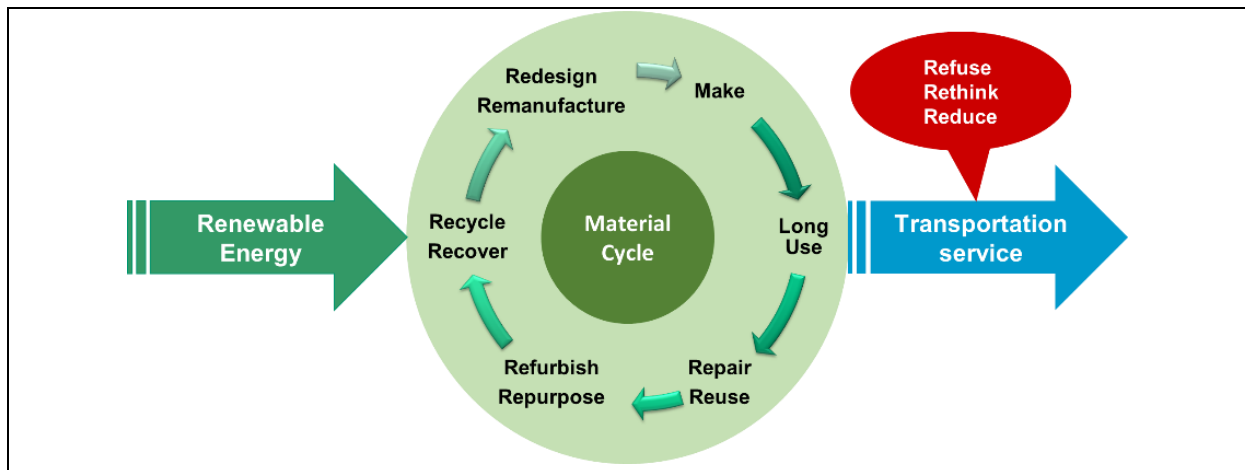 Renewable
Energy
Material
Cycle
Redesign
Remanufacture
Make
Long
Use
Repair
Reuse
Refurbish
Repurpose
Recycle
Recover
Refuse
Rethink
Reduce
Transportation
service